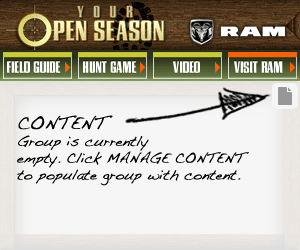 YOUR
OPEN SEASON
RAM
FIELD GUIDE
HUNT GAME
VIDEO
VISIT RAM
CONTENT
Group is currently
empty. Click MANAGE CONTENT
to populate group with content.